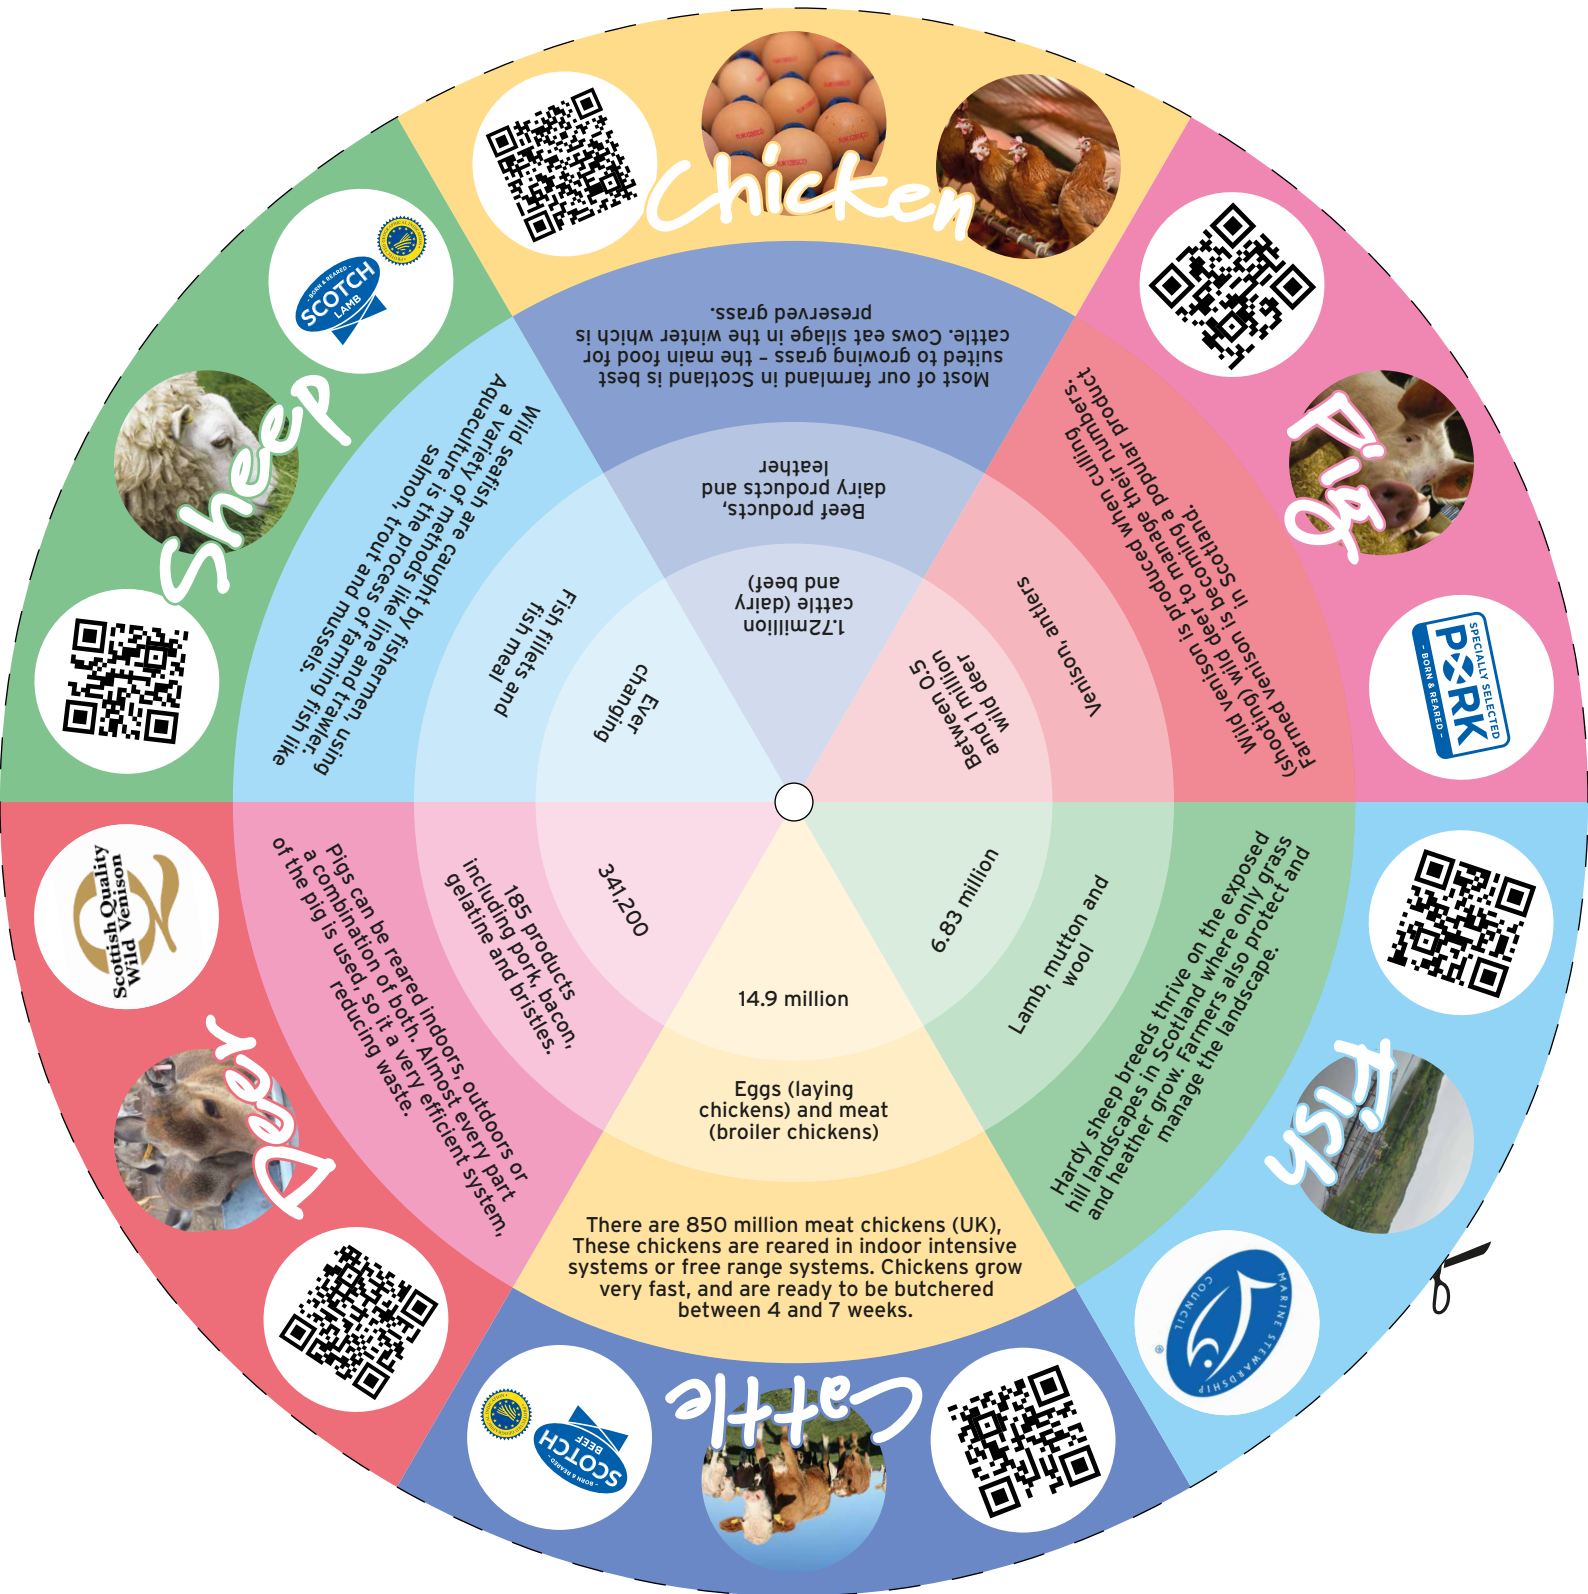 Chicken
Most of our farmland in Scotland is best
suited to growing grass – the main food for
cattle. Cows eat silage in the winter which is
preserved grass.
Beef products,
dairy products and
leather
1.72million
cattle (dairy
and beef)
Pig
SPECIALLY SELECTED
PORK
– BORN & REARED –
Wild venison is produced when culling
(shooting) wild deer to manage their numbers.
Farmed venison is becoming a popular product
in Scotland.
Venison, antlers
Between 0.5
and 1 million
wild deer
Fish
MARINE STEWARDSHIP
COUNCIL
®
Hardy sheep breeds thrive on the exposed
hill landscapes in Scotland where only grass
and heather grow. Farmers also protect and
manage the landscape.
Lamb, mutton and
wool
6.83 million
Cattle
– BORN & REARED –
SCOTCH
BEEF
There are 850 million meat chickens (UK),
These chickens are reared in indoor intensive
systems or free range systems. Chickens grow
very fast, and are ready to be butchered
between 4 and 7 weeks.
Eggs (laying
chickens) and meat
(broiler chickens)
14.9 million
Deer
Scottish Quality
Wild Venison
Pigs can be reared indoors, outdoors or
a combination of both. Almost every part
of the pig is used, so it a very efficient system,
reducing waste.
185 products
including pork, bacon,
gelatine and bristles.
341,200
Sheep
– BORN & REARED –
SCOTCH
LAMB
Wild seafish are caught by fishermen, using
a variety of methods like line and trawler.
Aquaculture is the process of farming fish like
salmon, trout and mussels.
Fish fillets and
fish meal
Ever
changing